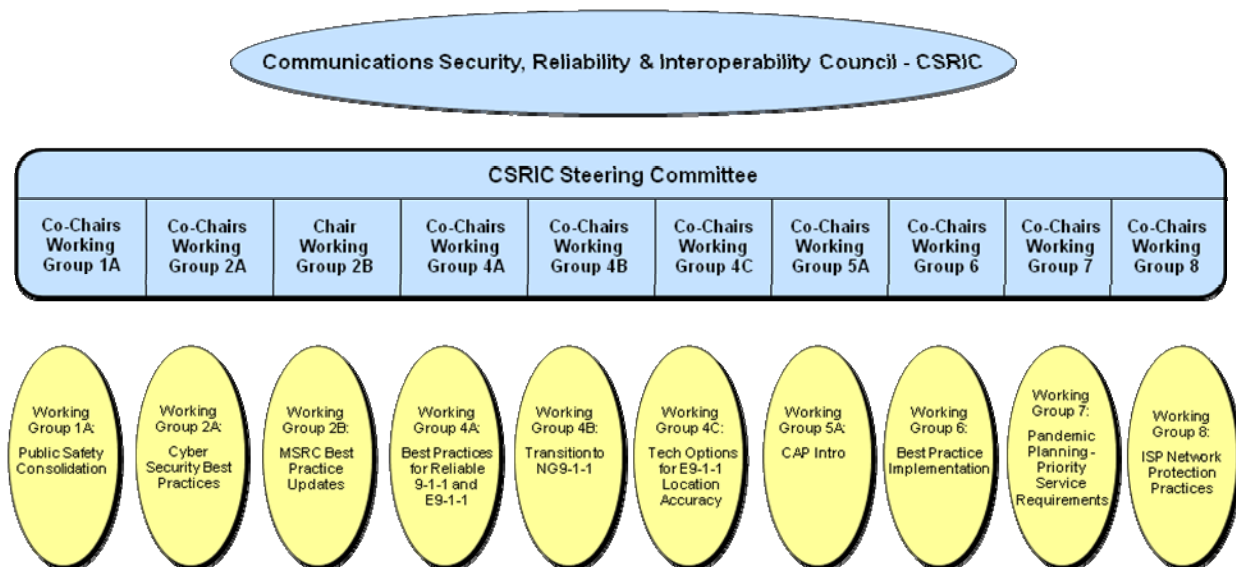 Communications Security, Reliability & Interoperability Council - CSRIC
CSRIC Steering Committee
Co-Chairs
Working
Group 1A
Co-Chairs
Working
Group 2A
Chair
Working
Group 2B
Co-Chairs
Working
Group 4A
Co-Chairs
Working
Group 4B
Co-Chairs
Working
Group 4C
Co-Chairs
Working
Group 5A
Co-Chairs
Working
Group 6
Co-Chairs
Working
Group 7
Co-Chairs
Working
Group 8
Working
Group 1A:
Public Safety
Consolidation
Working
Group 2A:
Cyber
Security Best
Practices
Working
Group 2B:
MSRC Best
Practice
Updates
Working
Group 4A:
Best Practices
for Reliable
9-1-1 and
E9-1-1
Working
Group 4B:
Transition to
NG9-1-1
Working
Group 4C:
Tech Options
for E9-1-1
Location
Accuracy
Working
Group 5A:
CAP Intro
Working
Group 6:
Best Practice
Implementation
Working
Group 7:
Pandemic
Planning -
Priority
Service
Requirements
Working
Group 8:
ISP Network
Protection
Practices